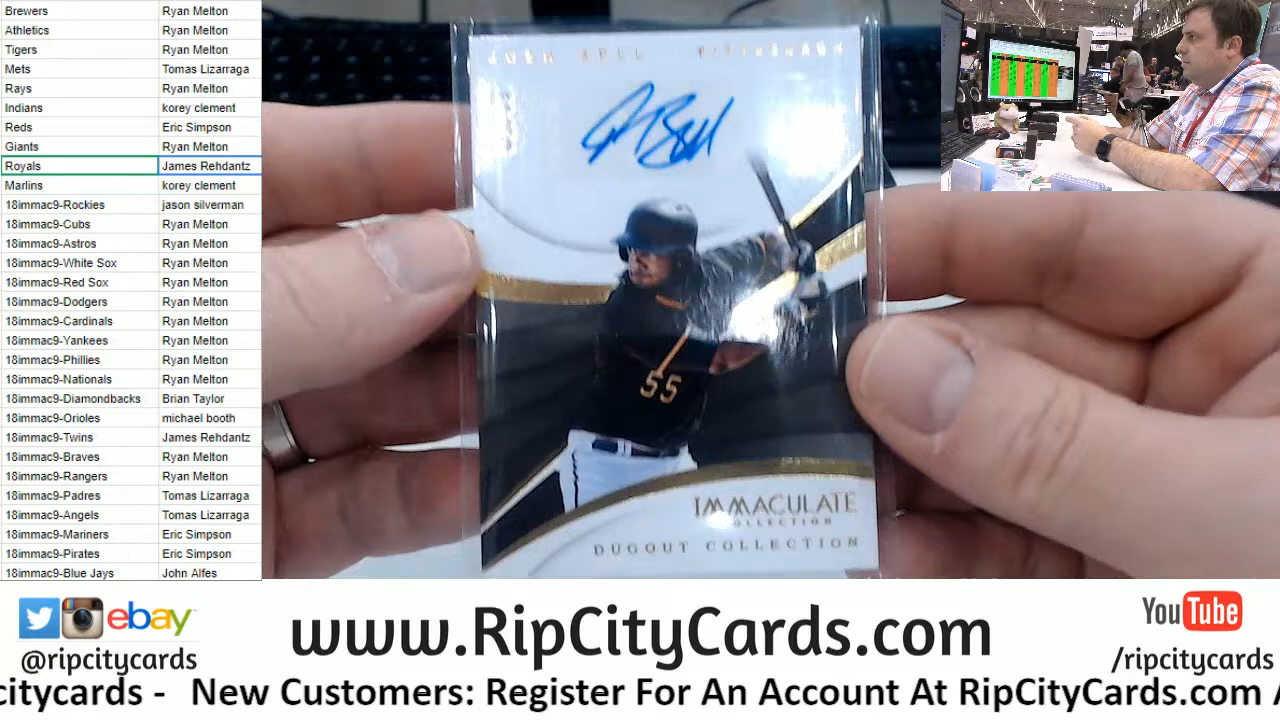 Brewers Ryan Melton
Athletics Ryan Melton
Tigers Ryan Melton
Mets Tomas Lizarraga
Rays Ryan Melton
Indians korey clement
Reds Eric Simpson
Giants Ryan Melton
Royals James Rehdantz
Marlins korey clement
18immac9-Rockies jason silverman
18immac9-Cubs Ryan Melton
18immac9-Astros Ryan Melton
18immac9-White Sox Ryan Melton
18immac9-Red Sox Ryan Melton
18immac9-Dodgers Ryan Melton
18immac9-Cardinals Ryan Melton
18immac9-Yankees Ryan Melton
18immac9-Phillies Ryan Melton
18immac9-Nationals Ryan Melton
18immac9-Diamondbacks Brian Taylor
18immac9-Orioles michael booth
18immac9-Twins James Rehdantz
18immac9-Braves Ryan Melton
18immac9-Rangers Ryan Melton
18immac9-Padres Tomas Lizarraga
18immac9-Angels Tomas Lizarraga
18immac9-Mariners Eric Simpson
18immac9-Pirates Eric Simpson
18immac9-Blue Jays John Alfes
JOSH BELL PITTSBURGH
55
IMMACULATE
COLLECTION
DUGOUT COLLECTION
ebay
@ripcitycards
www.RipCityCards.com
YouTube
/ripcitycards
citycards - New Customers: Register For An Account At RipCityCards.com